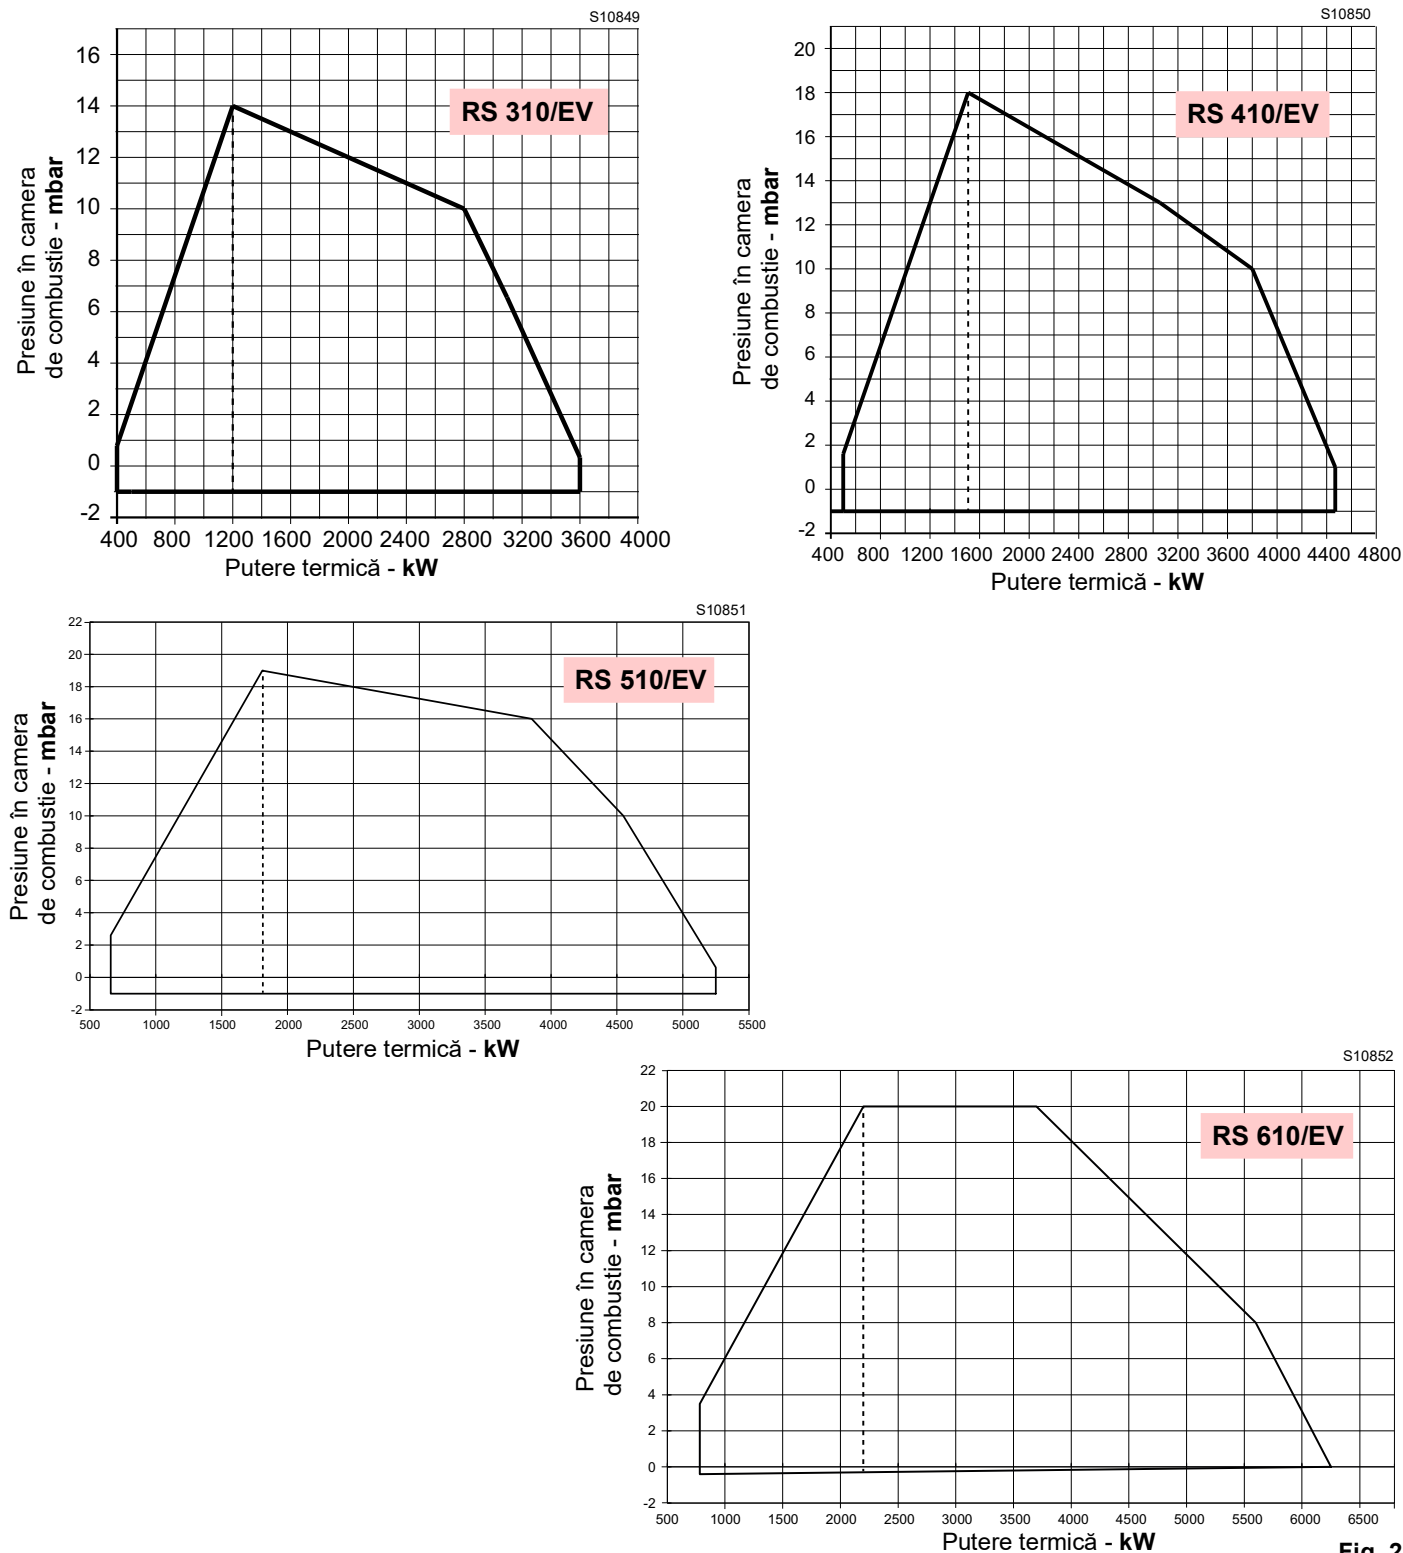 S10849
RS 310/EV
16
14
12
10
8
6
4
2
0
-2
Presiune în camera
de combustie - mbar
400 800 1200 1600 2000 2400 2800 3200 3600 4000
Putere termică - kW
S10850
RS 410/EV
20
18
16
14
12
10
8
6
4
2
0
-2
Presiune în camera
de combustie - mbar
400 800 1200 1600 2000 2400 2800 3200 3600 4000 4400 4800
Putere termică - kW
S10851
RS 510/EV
22
20
18
16
14
12
10
8
6
4
2
0
-2
Presiune în camera
de combustie - mbar
500 1000 1500 2000 2500 3000 3500 4000 4500 5000 5500
Putere termică - kW
S10852
RS 610/EV
22
20
18
16
14
12
10
8
6
4
2
0
-2
Presiune în camera
de combustie - mbar
500 1000 1500 2000 2500 3000 3500 4000 4500 5000 5500 6000 6500
Putere termică - kW
Fig. 2